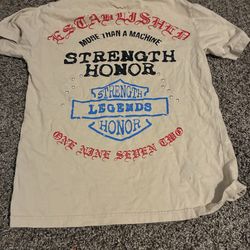 ESTABLISHED
MORE THAN A MACHINE
STRENGTH
HONOR
STRENGTH
LEGENDS
HONOR
ONE NINE SEVEN TWO